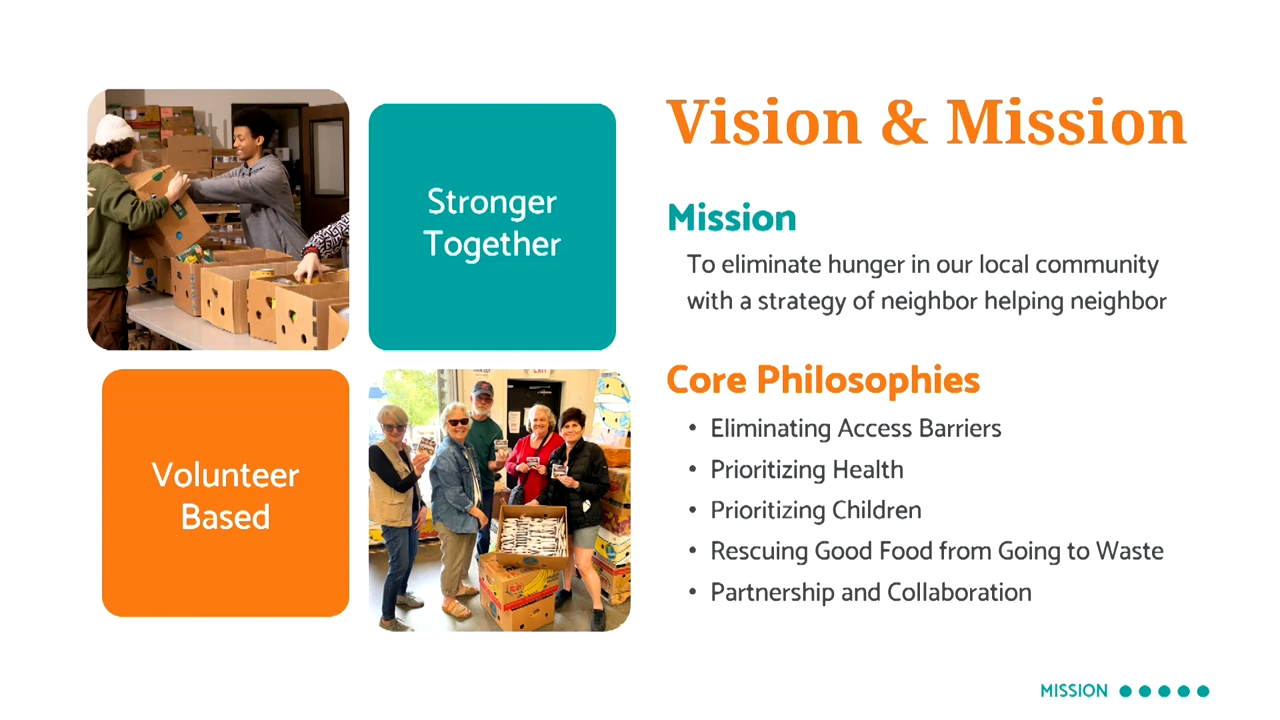 Vision & Mission
Stronger
Together
Volunteer
Based
Mission
To eliminate hunger in our local community
with a strategy of neighbor helping neighbor
Core Philosophies
• Eliminating Access Barriers
• Prioritizing Health
• Prioritizing Children
• Rescuing Good Food from Going to Waste
• Partnership and Collaboration
EXIT
MISSION